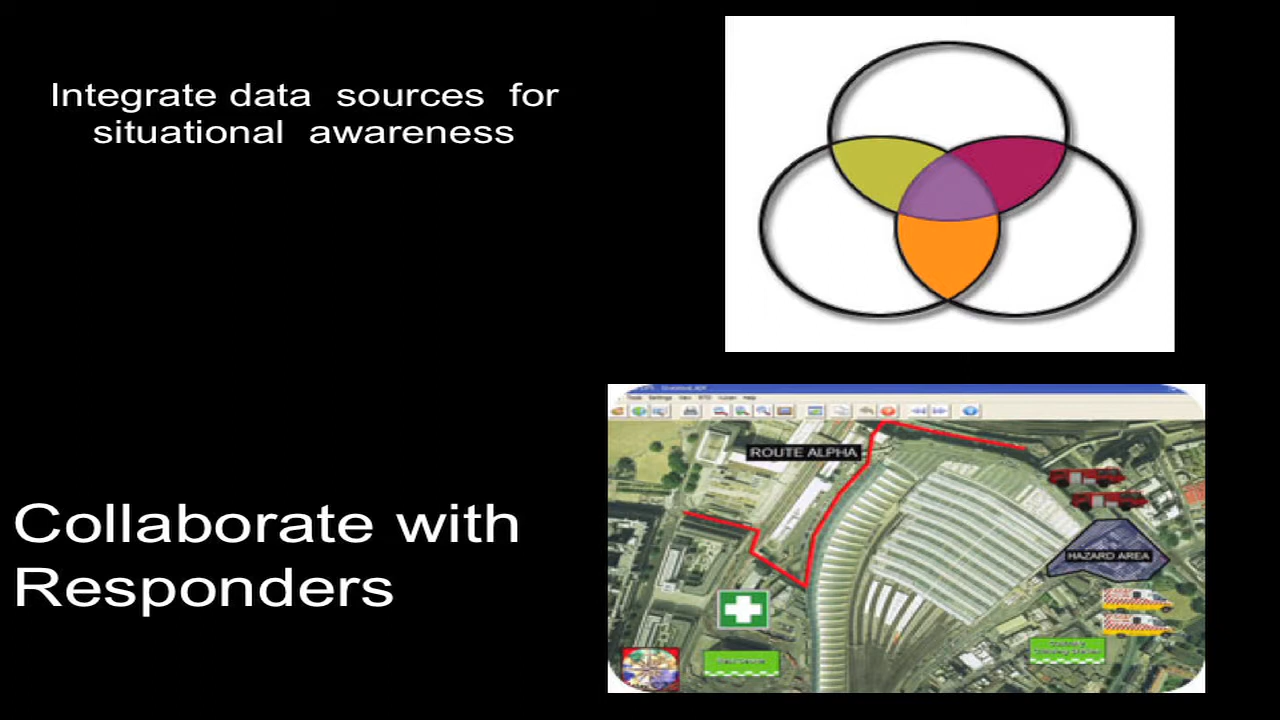 Integrate data sources for
situational awareness
Collaborate with
Responders
ROUTE ALPHA
HAZARD AREA